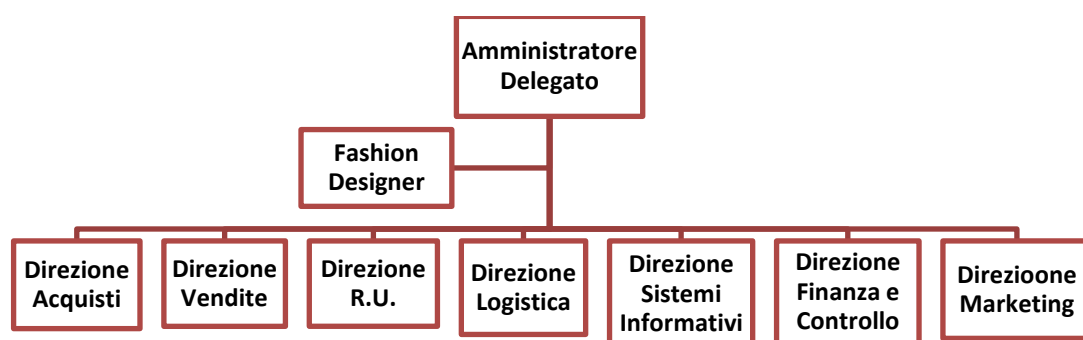 Amministratore
Delegato
Fashion
Designer
Direzione
Acquisti
Direzione
Vendite
Direzione
R.U.
Direzione
Logistica
Direzione
Sistemi
Informativi
Direzione
Finanza e
Controllo
Direzioone
Marketing